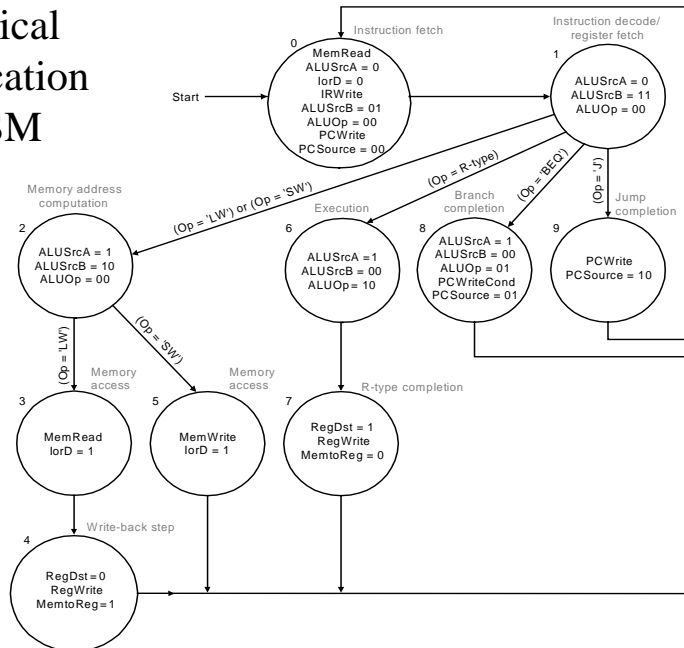 ical
cation
BM
Instruction fetch
0
MemRead
ALUSrcA = 0
IorD = 0
IRWrite
ALUSrcB = 01
ALUOp = 00
PCWrite
PCSource = 00
Start
Instruction decode/
register fetch
1
ALUSrcA = 0
ALUSrcB = 11
ALUOp = 00
(Op = 'LW') or (Op = 'SW')
(Op = R-type)
(Op = 'BEQ')
(Op = 'J')
Memory address
computation
2
ALUSrcA = 1
ALUSrcB = 10
ALUOp = 00
Execution
6
ALUSrcA =1
ALUSrcB = 00
ALUOp= 10
Branch
completion
8
ALUSrcA = 1
ALUSrcB = 00
ALUOp = 01
PCWriteCond
PCSource = 01
Jump
completion
9
PCWrite
PCSource = 10
(Op = 'LW')
(Op = 'SW')
Memory
access
3
MemRead
IorD = 1
Memory
access
5
MemWrite
IorD = 1
R-type completion
7
RegDst = 1
RegWrite
MemtoReg = 0
Write-back step
4
RegDst=0
RegWrite
MemtoReg=1